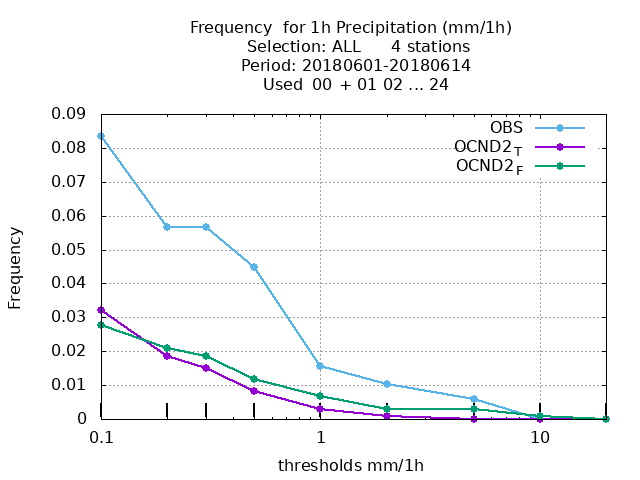 Frequency  for 1h Precipitation (mm/1h)
Selection: ALL      4 stations
Period: 20180601-20180614
Used  00  + 01 02 ... 24
0.09
0.08
0.07
0.06
0.05
0.04
0.03
0.02
0.01
0
Frequency
OBS
OCND2T
OCND2F
0.1
1
10
thresholds mm/1h